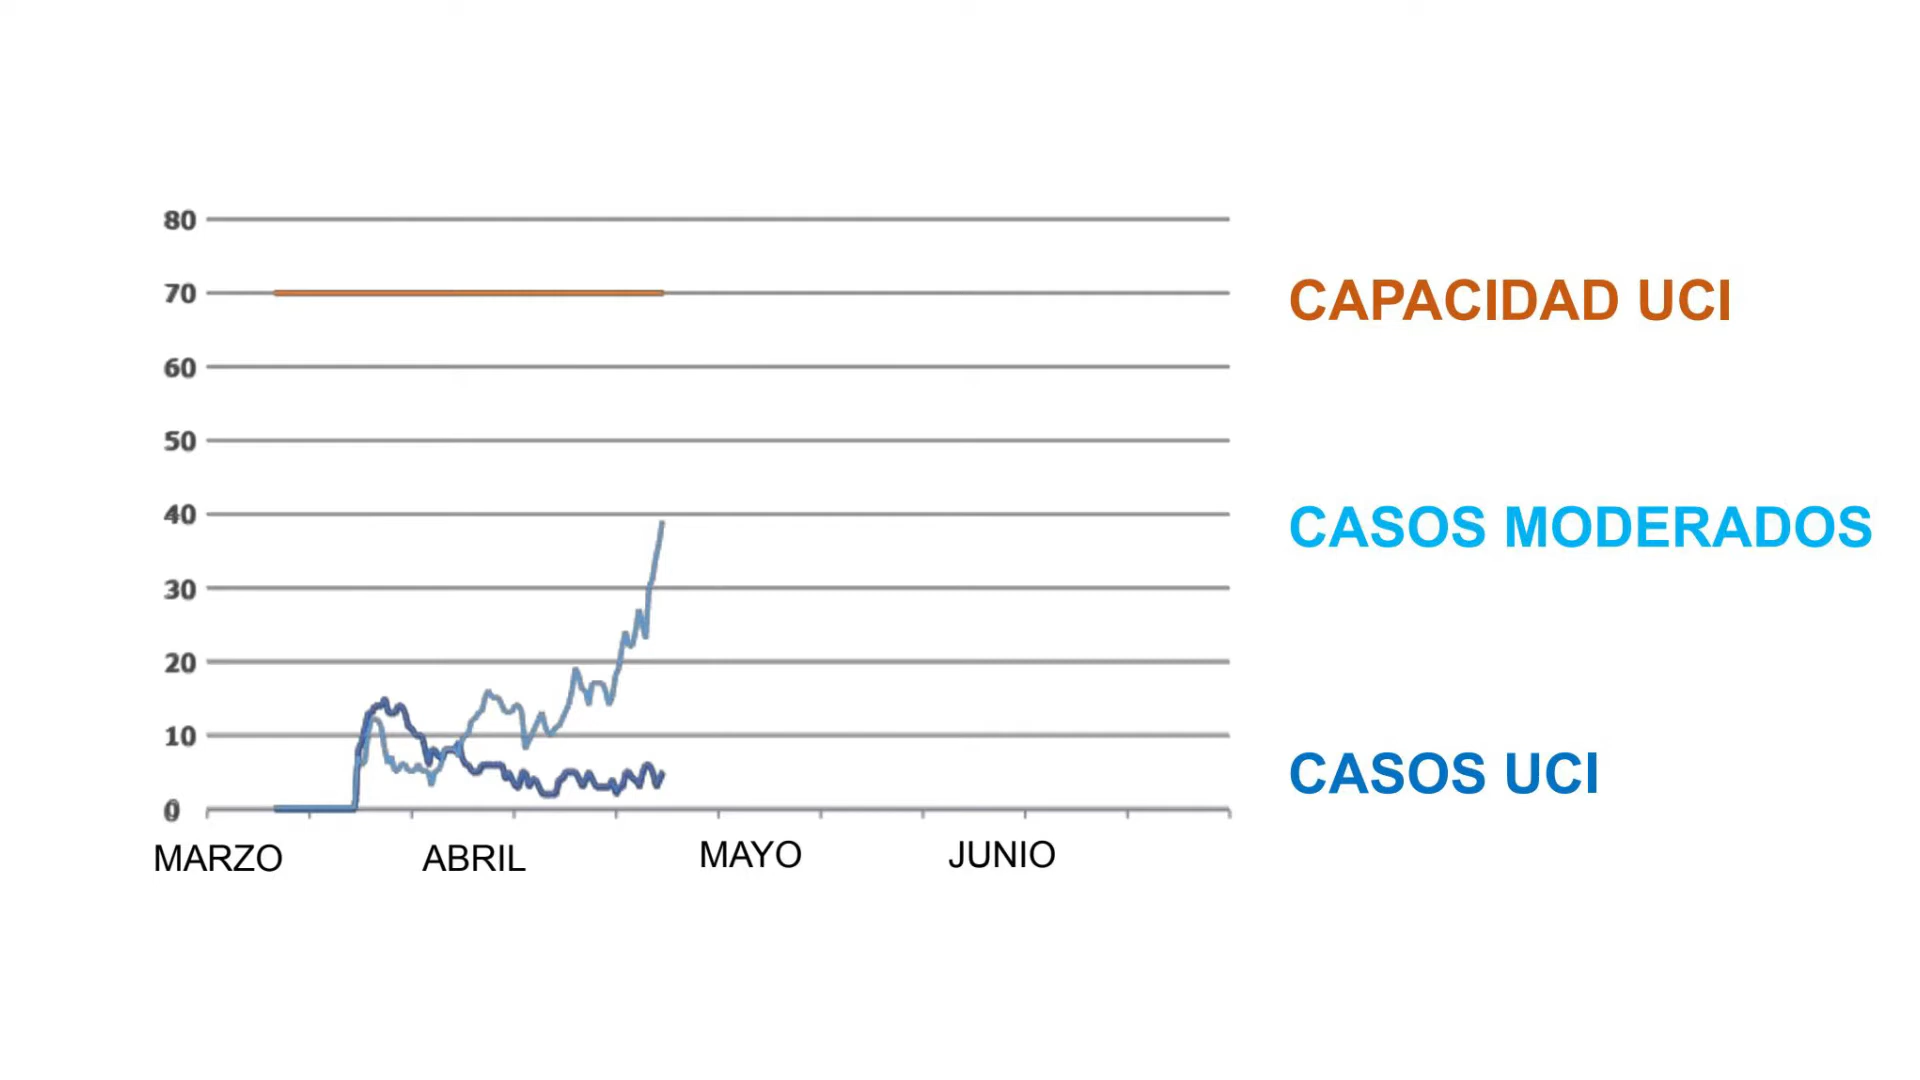 80
70
60
50
40
30
20
10
0
MARZO
ABRIL
MAYO
JUNIO
CAPACIDAD UCI
CASOS MODERADOS
CASOS UCI